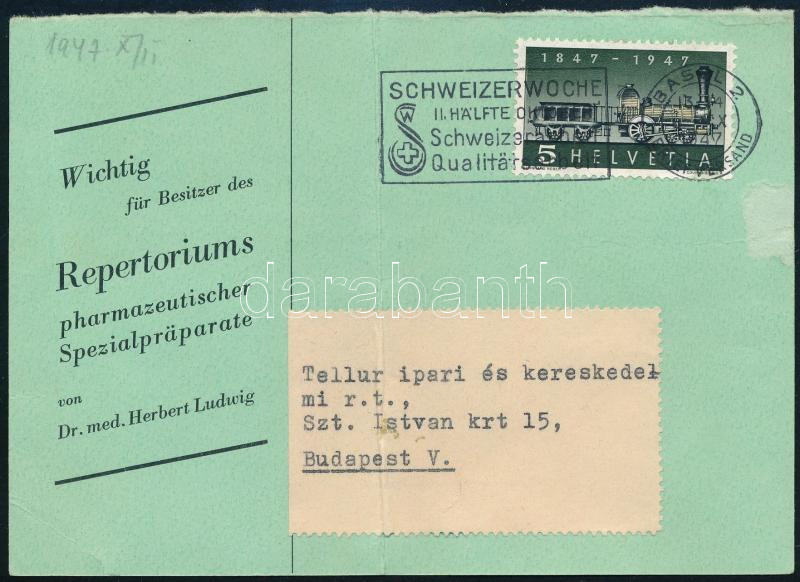 1947 X/11
1847 - 1947
SCHWEIZERWOCHE
II. HÄLFTE
Schweizer
Qualitäts
BASEL 2
5 HELVETIA
Wichtig
für Besitzer des
Repertoriums
pharmazeutischer
Spezialpräparate
von
Dr. med. Herbert Ludwig
darabanth
Tellur ipari és kereskedel
mi r.t.,
Szt. Istvan krt 15,
Budapest V.